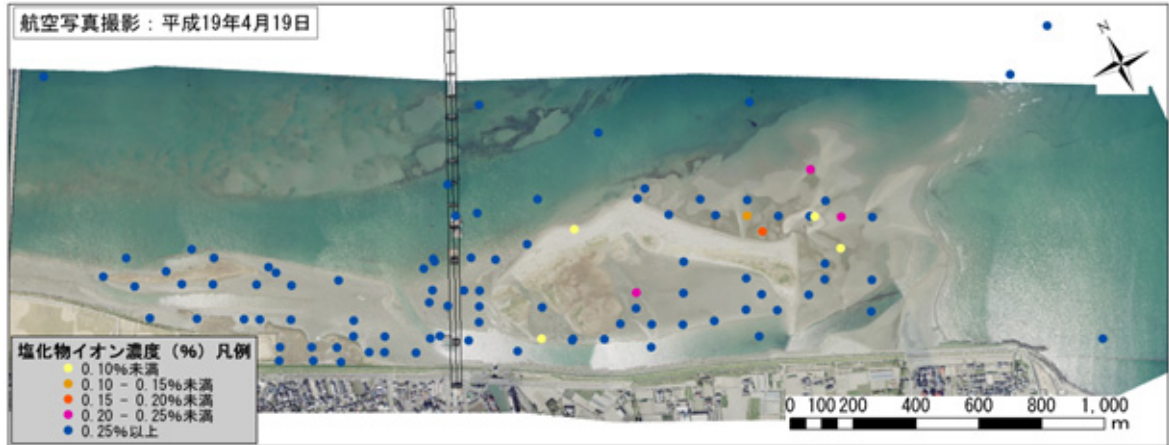 航空写真撮影：平成19年4月19日
N
塩化物イオン濃度（%）凡例
0.10%未満
0.10 - 0.15%未満
0.15 - 0.20%未満
0.20 - 0.25%未満
0.25%以上
0 100 200 400 600 800 1,000
m